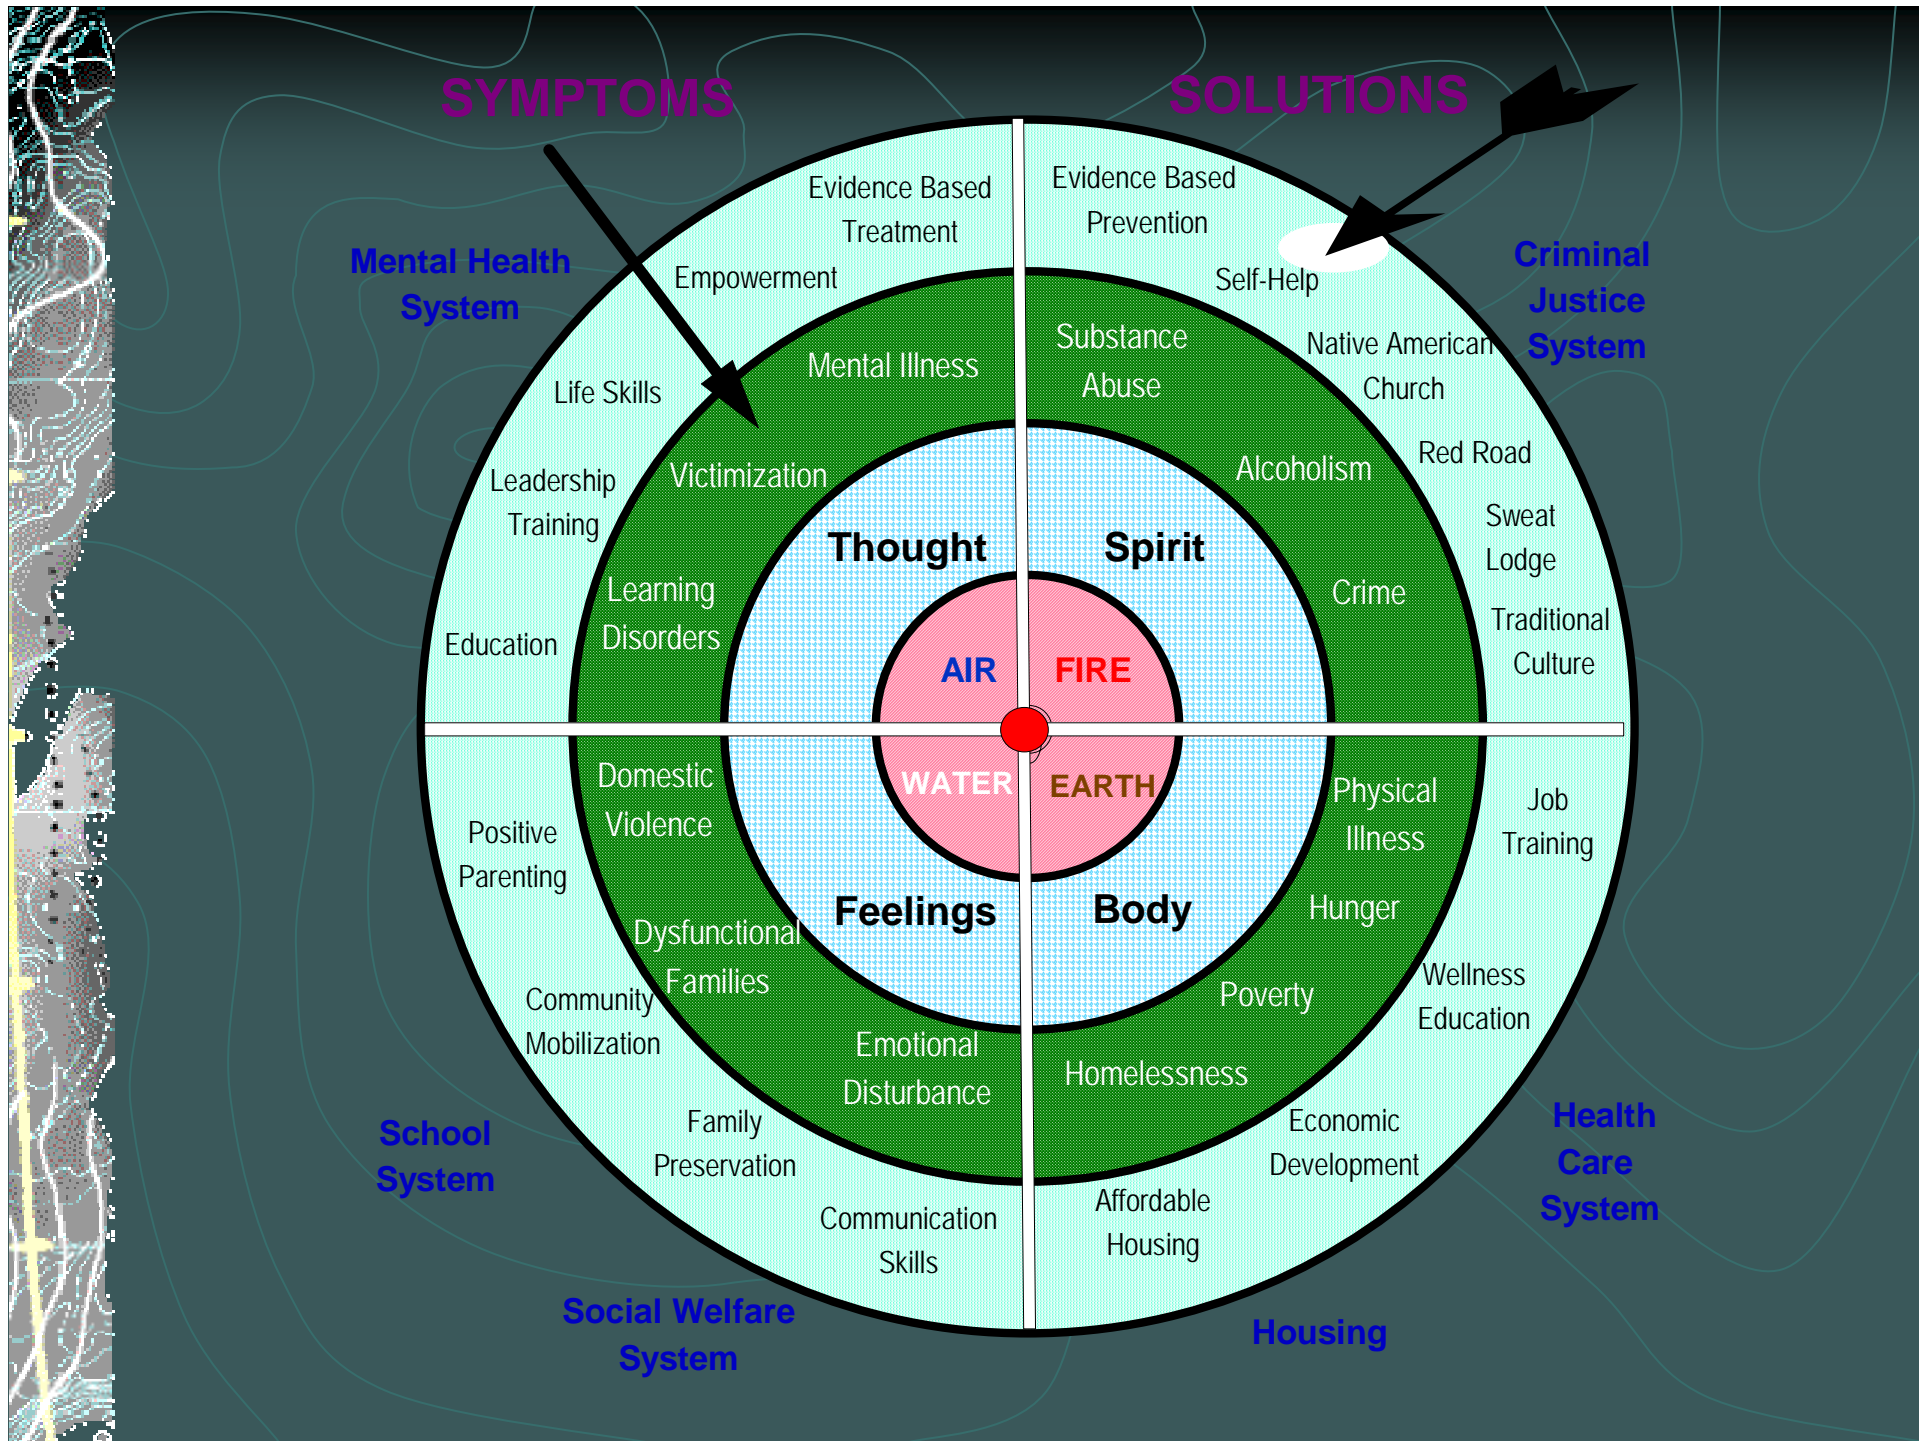 SYMPTOMS
SOLUTIONS
Evidence Based
Treatment
Evidence Based
Prevention
Mental Health
System
Empowerment
Self-Help
Criminal
Justice
System
Native American
Church
Life Skills
Mental Illness
Substance
Abuse
Leadership
Training
Victimization
Alcoholism
Red Road
Sweat
Lodge
Thought
Spirit
Learning
Disorders
Crime
Traditional
Culture
Education
AIR
FIRE
WATER
EARTH
Domestic
Violence
Physical
Illness
Job
Training
Positive
Parenting
Feelings
Body
Hunger
Dysfunctional
Families
Poverty
Wellness
Education
Community
Mobilization
Emotional
Disturbance
Homelessness
Family
Preservation
Economic
Development
School
System
Health
Care
System
Communication
Skills
Affordable
Housing
Social Welfare
System
Housing